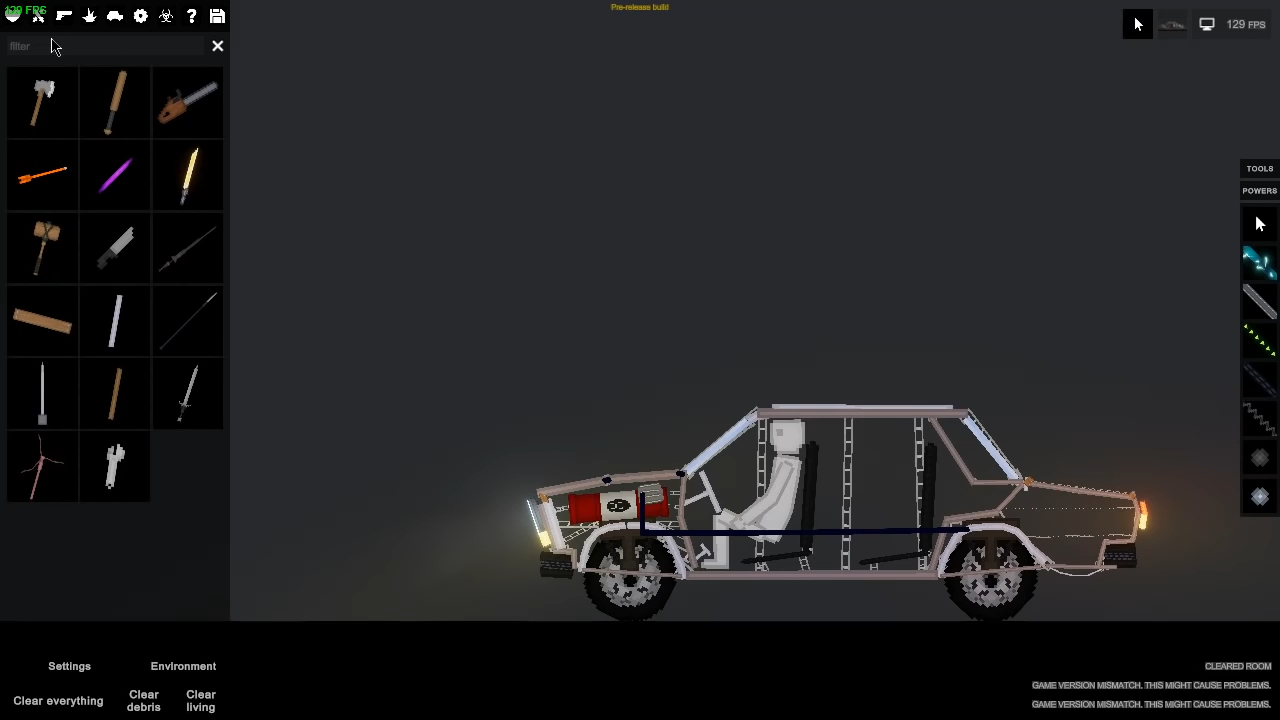 129 FPS
Pre-release build
129 FPS
filter
TOOLS
POWERS
Settings
Environment
Clear everything
Clear
debris
Clear
living
CLEARED ROOM
GAME VERSION MISMATCH. THIS MIGHT CAUSE PROBLEMS.
GAME VERSION MISMATCH. THIS MIGHT CAUSE PROBLEMS.